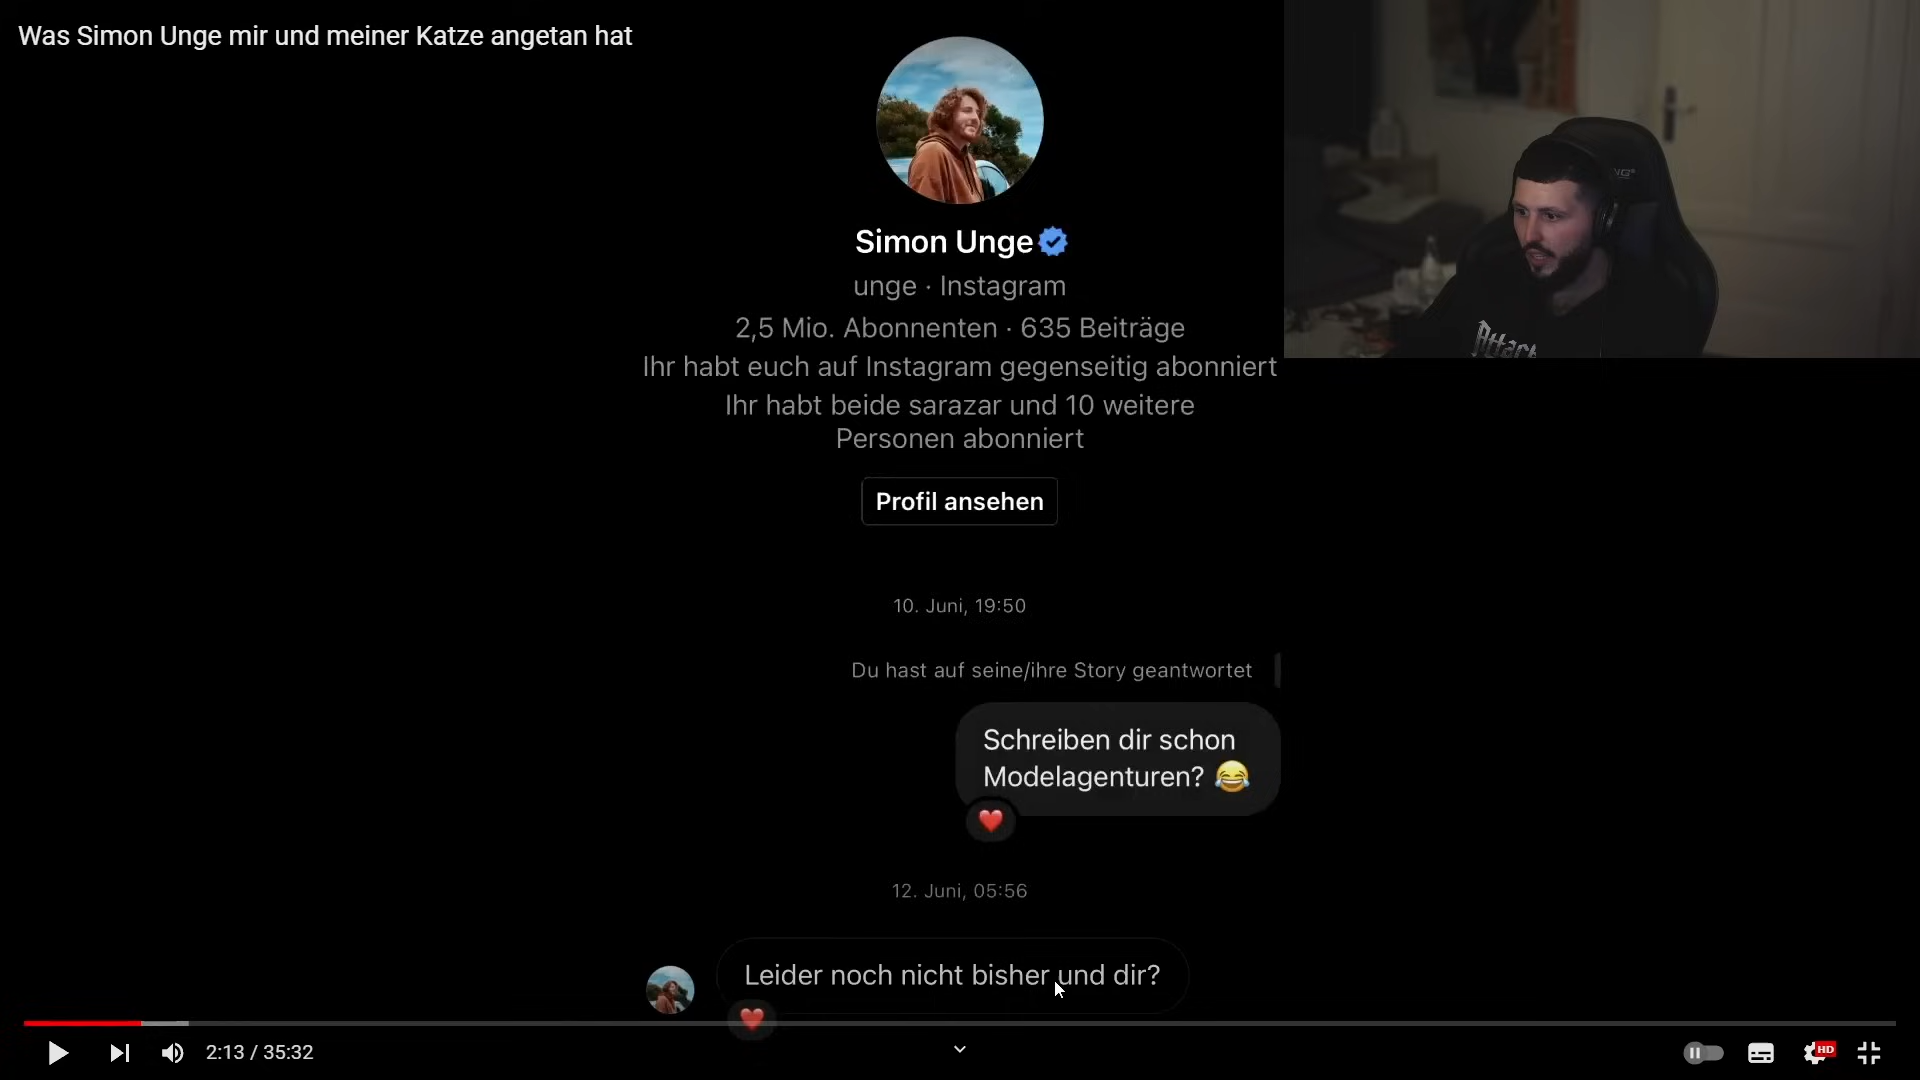 Was Simon Unge mir und meiner Katze angetan hat
Simon Unge
unge · Instagram
2,5 Mio. Abonnenten · 635 Beiträge
Ihr habt euch auf Instagram gegenseitig abonniert
Ihr habt beide sarazar und 10 weitere
Personen abonniert
Profil ansehen
10. Juni, 19:50
Du hast auf seine/ihre Story geantwortet
Schreiben dir schon
Modelagenturen? 😂
❤️
12. Juni, 05:56
Leider noch nicht bisher und dir?
❤️
2:13 / 35:32
HD